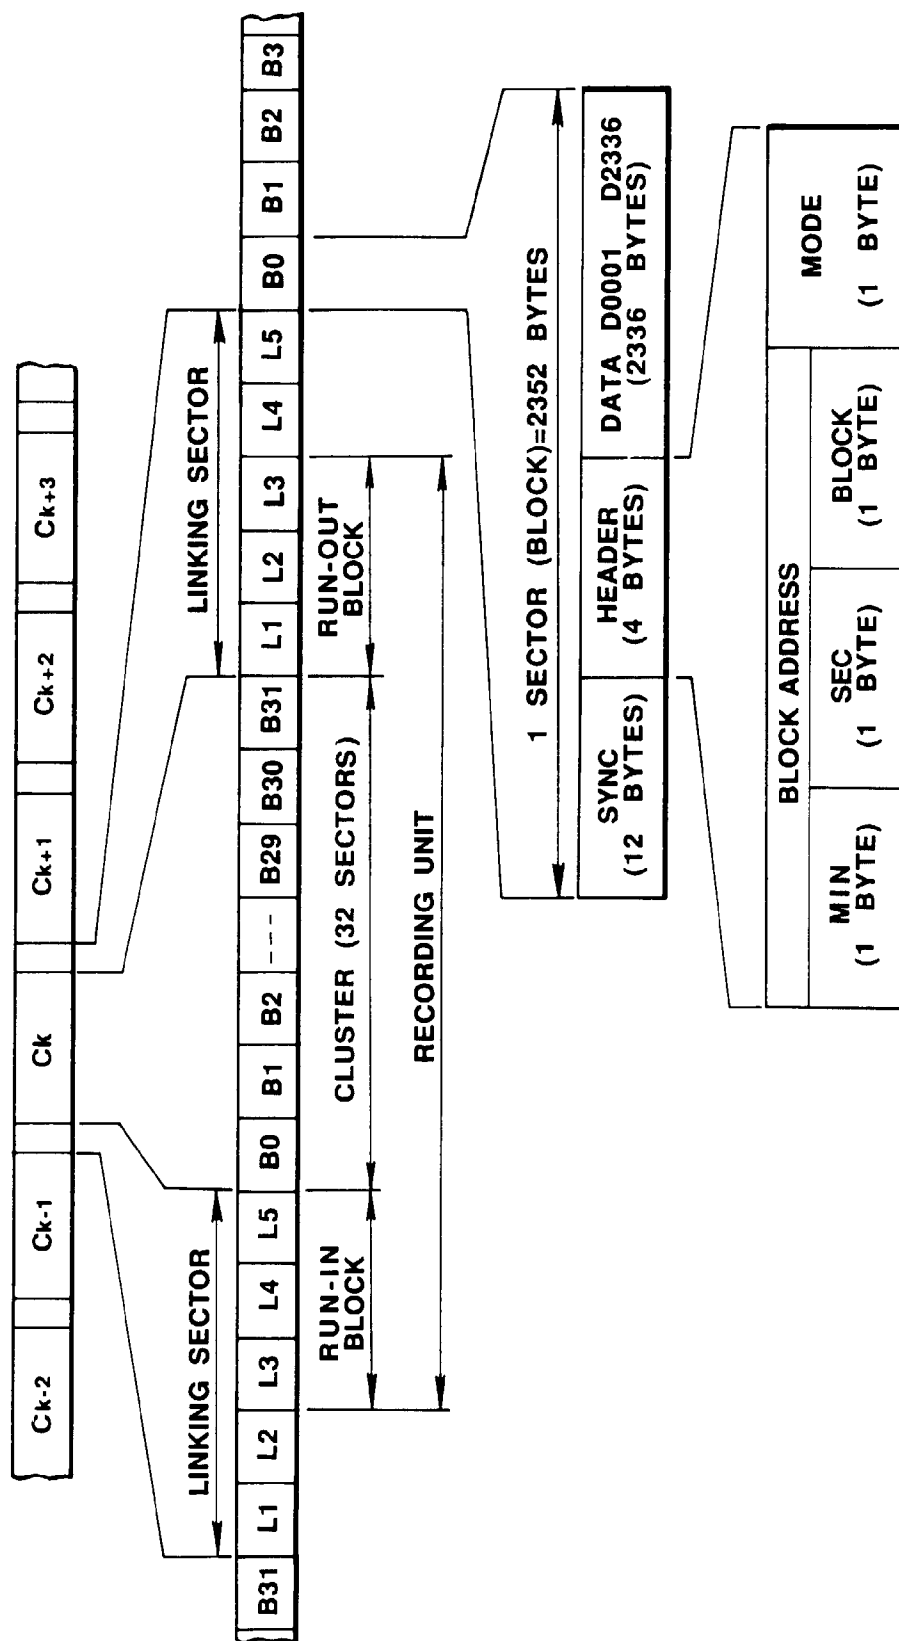 Ck-2 Ck-1 Ck Ck+1 Ck+2 Ck+3
LINKING SECTOR LINKING SECTOR
B31 L1 L2 L3 L4 L5 B0 B1 B2 --- B29 B30 B31 L1 L2 L3 L4 L5 B0 B1 B2 B3
RUN-IN
BLOCK
CLUSTER (32 SECTORS)
RUN-OUT
BLOCK
RECORDING UNIT
1 SECTOR (BLOCK)=2352 BYTES
SYNC
(12 BYTES)
HEADER
(4 BYTES)
DATA D0001 D2336
(2336 BYTES)
BLOCK ADDRESS
MIN
(1 BYTE)
SEC
(1 BYTE)
BLOCK
(1 BYTE)
MODE
(1 BYTE)